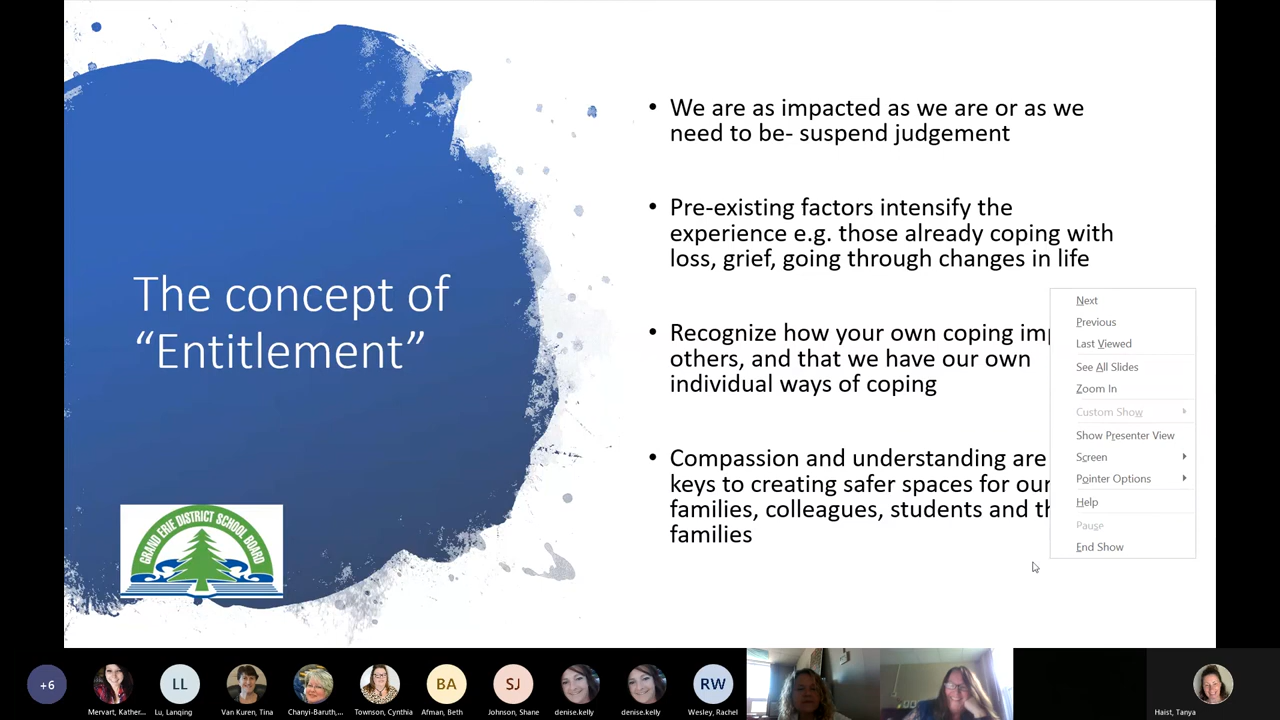 The concept of
“Entitlement”
GRAND ERIE DISTRICT SCHOOL BOARD
• We are as impacted as we are or as we
need to be- suspend judgement
• Pre-existing factors intensify the
experience e.g. those already coping with
loss, grief, going through changes in life
• Recognize how your own coping
others, and that we have our own
individual ways of coping
• Compassion and understanding are
keys to creating safer spaces for our
families, colleagues, students and
families
Next
Previous
Last Viewed
See All Slides
Zoom In
Custom Show
Show Presenter View
Screen
Pointer Options
Help
Pause
End Show
+6
LL
BA
SJ
RW
Mervart, Kather...
Lu, Lanqing
Van Kuren, Tina
Chanyi-Baruth,...
Townson, Cynthia
Afman, Beth
Johnson, Shane
denise.kelly
denise.kelly
Wesley, Rachel
Haist, Tanya